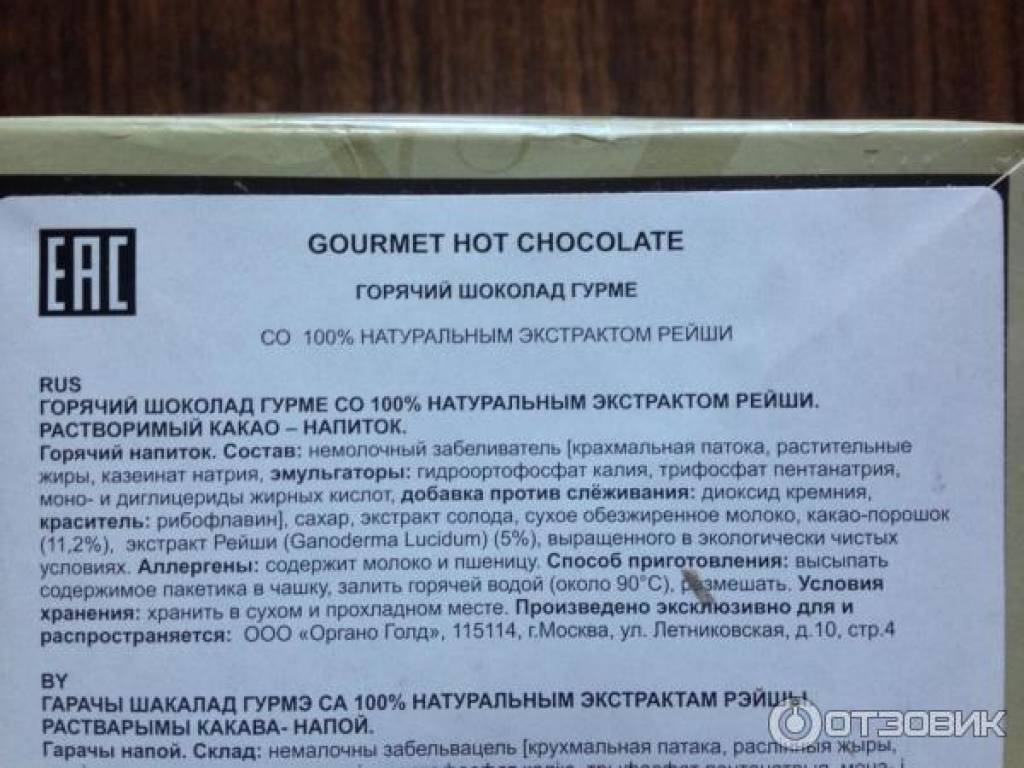 EAC
GOURMET HOT CHOCOLATE
ГОРЯЧИЙ ШОКОЛАД ГУРМЕ
СО 100% НАТУРАЛЬНЫМ ЭКСТРАКТОМ РЕЙШИ
RUS
ГОРЯЧИЙ ШОКОЛАД ГУРМЕ СО 100% НАТУРАЛЬНЫМ ЭКСТРАКТОМ РЕЙШИ.
РАСТВОРИМЫЙ КАКАО – НАПИТОК.
Горячий напиток. Состав: немолочный забеливатель [крахмальная патока, растительные
жиры, казеинат натрия, эмульгаторы: гидроортофосфат калия, трифосфат пентанатрия,
моно- и диглицериды жирных кислот, добавка против слёживания: диоксид кремния,
краситель: рибофлавин], сахар, экстракт солода, сухое обезжиренное молоко, какао-порошок
(11,2%), экстракт Рейши (Ganoderma Lucidum) (5%), выращенного в экологически чистых
условиях. Аллергены: содержит молоко и пшеницу. Способ приготовления: высыпать
содержимое пакетика в чашку, залить горячей водой (около 90°C), размешать. Условия
хранения: хранить в сухом и прохладном месте. Произведено эксклюзивно для и
распространяется: ООО «Органо Голд», 115114, г.Москва, ул. Летниковская, д.10, стр.4
BY
ГАРАЧЫ ШАКАЛАД ГУРМЭ СА 100% НАТУРАЛЬНЫМ ЭКСТРАКТАМ РЭЙШЫ.
РАСТВАРЫМЫ КАКАВА- НАПОЙ.
Гарачы напой. Склад: немалочны забельвацель [крухмальная патака, раслінныя жыры,
ОТЗОВИК